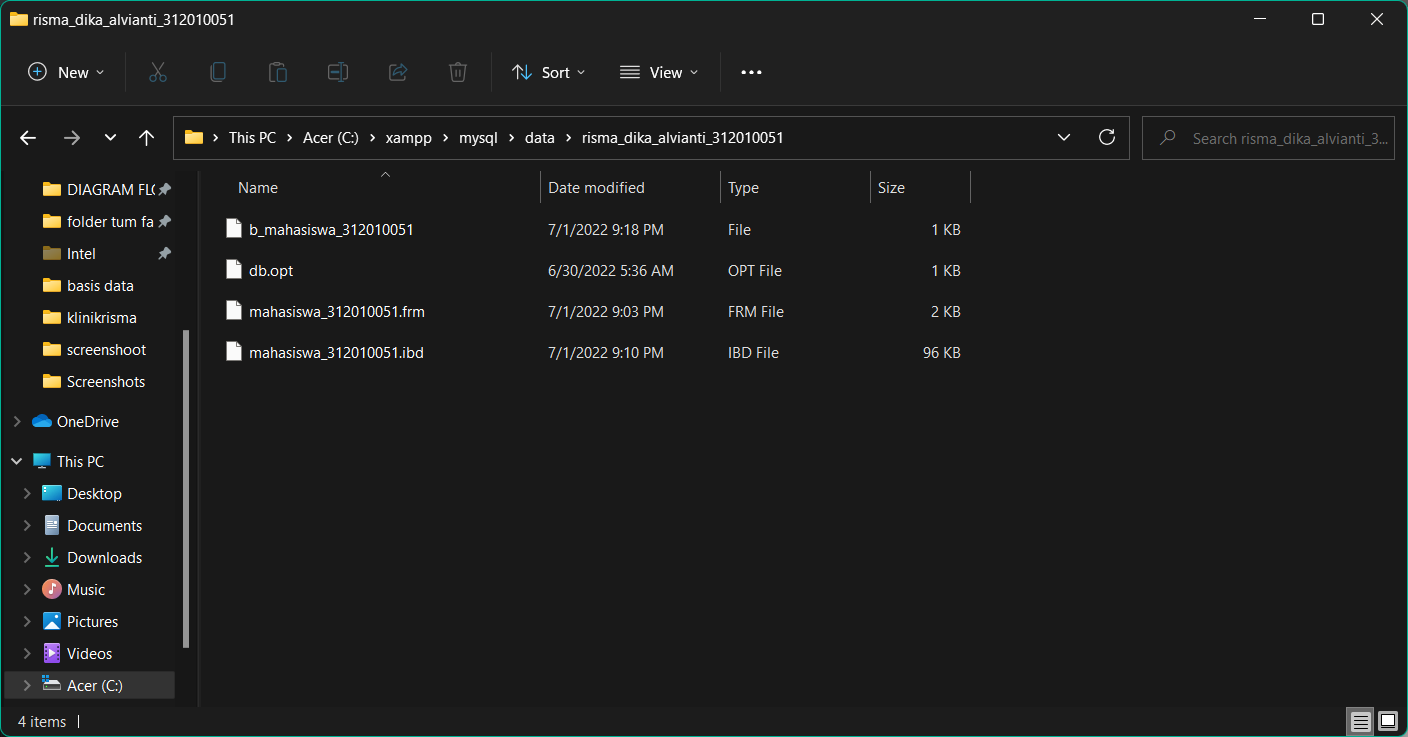 risma_dika_alvianti_312010051
New
Sort
View
This PC > Acer (C:) > xampp > mysql > data > risma_dika_alvianti_312010051
Search risma_dika_alvianti_3...
DIAGRAM FL
folder tum fa
Intel
basis data
klinikrisma
screenshoot
Screenshots
OneDrive
This PC
Desktop
Documents
Downloads
Music
Pictures
Videos
Acer (C:)
Name Date modified Type Size
b_mahasiswa_312010051 7/1/2022 9:18 PM File 1 KB
db.opt 6/30/2022 5:36 AM OPT File 1 KB
mahasiswa_312010051.frm 7/1/2022 9:03 PM FRM File 2 KB
mahasiswa_312010051.ibd 7/1/2022 9:10 PM IBD File 96 KB
4 items